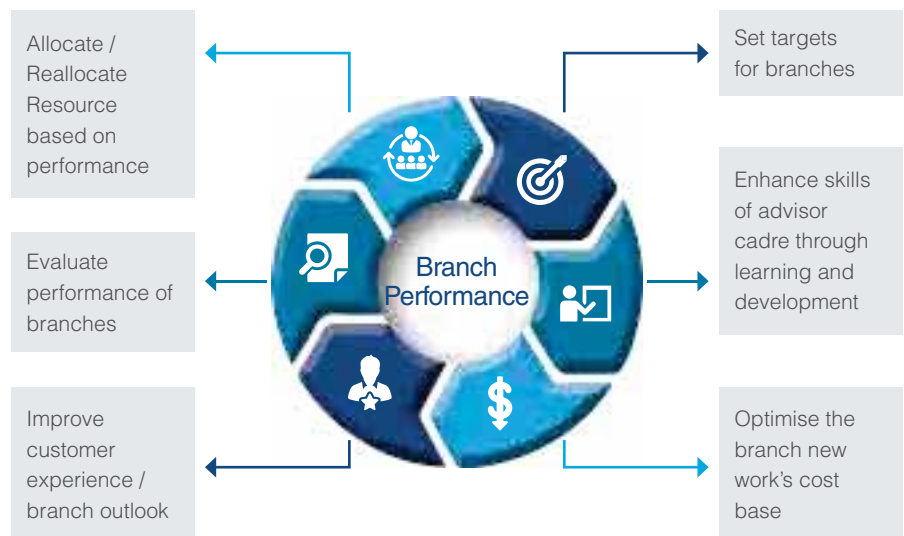 Allocate /
Reallocate
Resource
based on
performance
Evaluate
performance of
branches
Improve
customer
experience /
branch outlook
Branch
Performance
Set targets
for branches
Enhance skills
of advisor
cadre through
learning and
development
Optimise the
branch new
work's cost
base